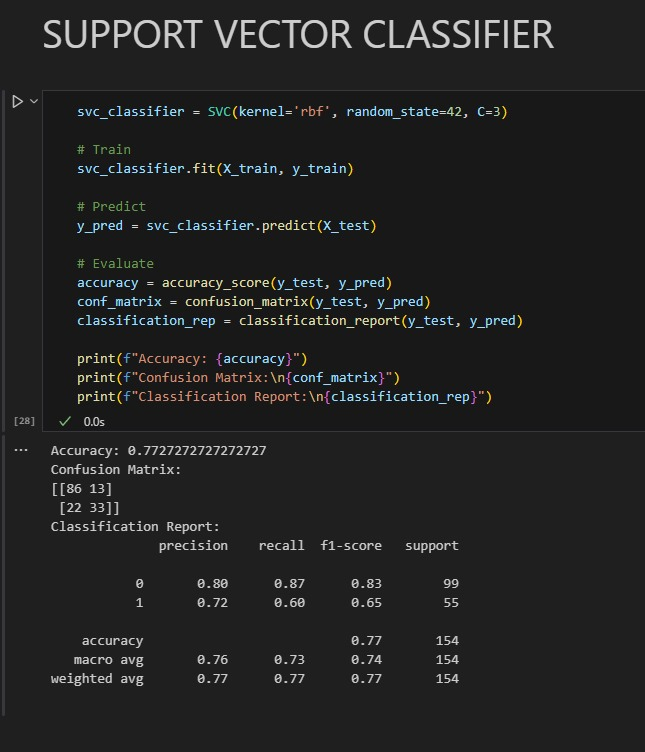 SUPPORT VECTOR CLASSIFIER
svc_classifier = SVC(kernel='rbf', random_state=42, C=3)
# Train
svc_classifier.fit(X_train, y_train)
# Predict
y_pred = svc_classifier.predict(X_test)
# Evaluate
accuracy = accuracy_score(y_test, y_pred)
conf_matrix = confusion_matrix(y_test, y_pred)
classification_rep = classification_report(y_test, y_pred)
print(f"Accuracy: {accuracy}")
print(f"Confusion Matrix:\n{conf_matrix}")
print(f"Classification Report:\n{classification_rep}")
[28] 0.0s
Accuracy: 0.7727272727272727
Confusion Matrix:
[[86 13]
[22 33]]
Classification Report:
precision recall f1-score support
0 0.80 0.87 0.83 99
1 0.72 0.60 0.65 55
accuracy 0.77 154
macro avg 0.76 0.73 0.74 154
weighted avg 0.77 0.77 0.77 154